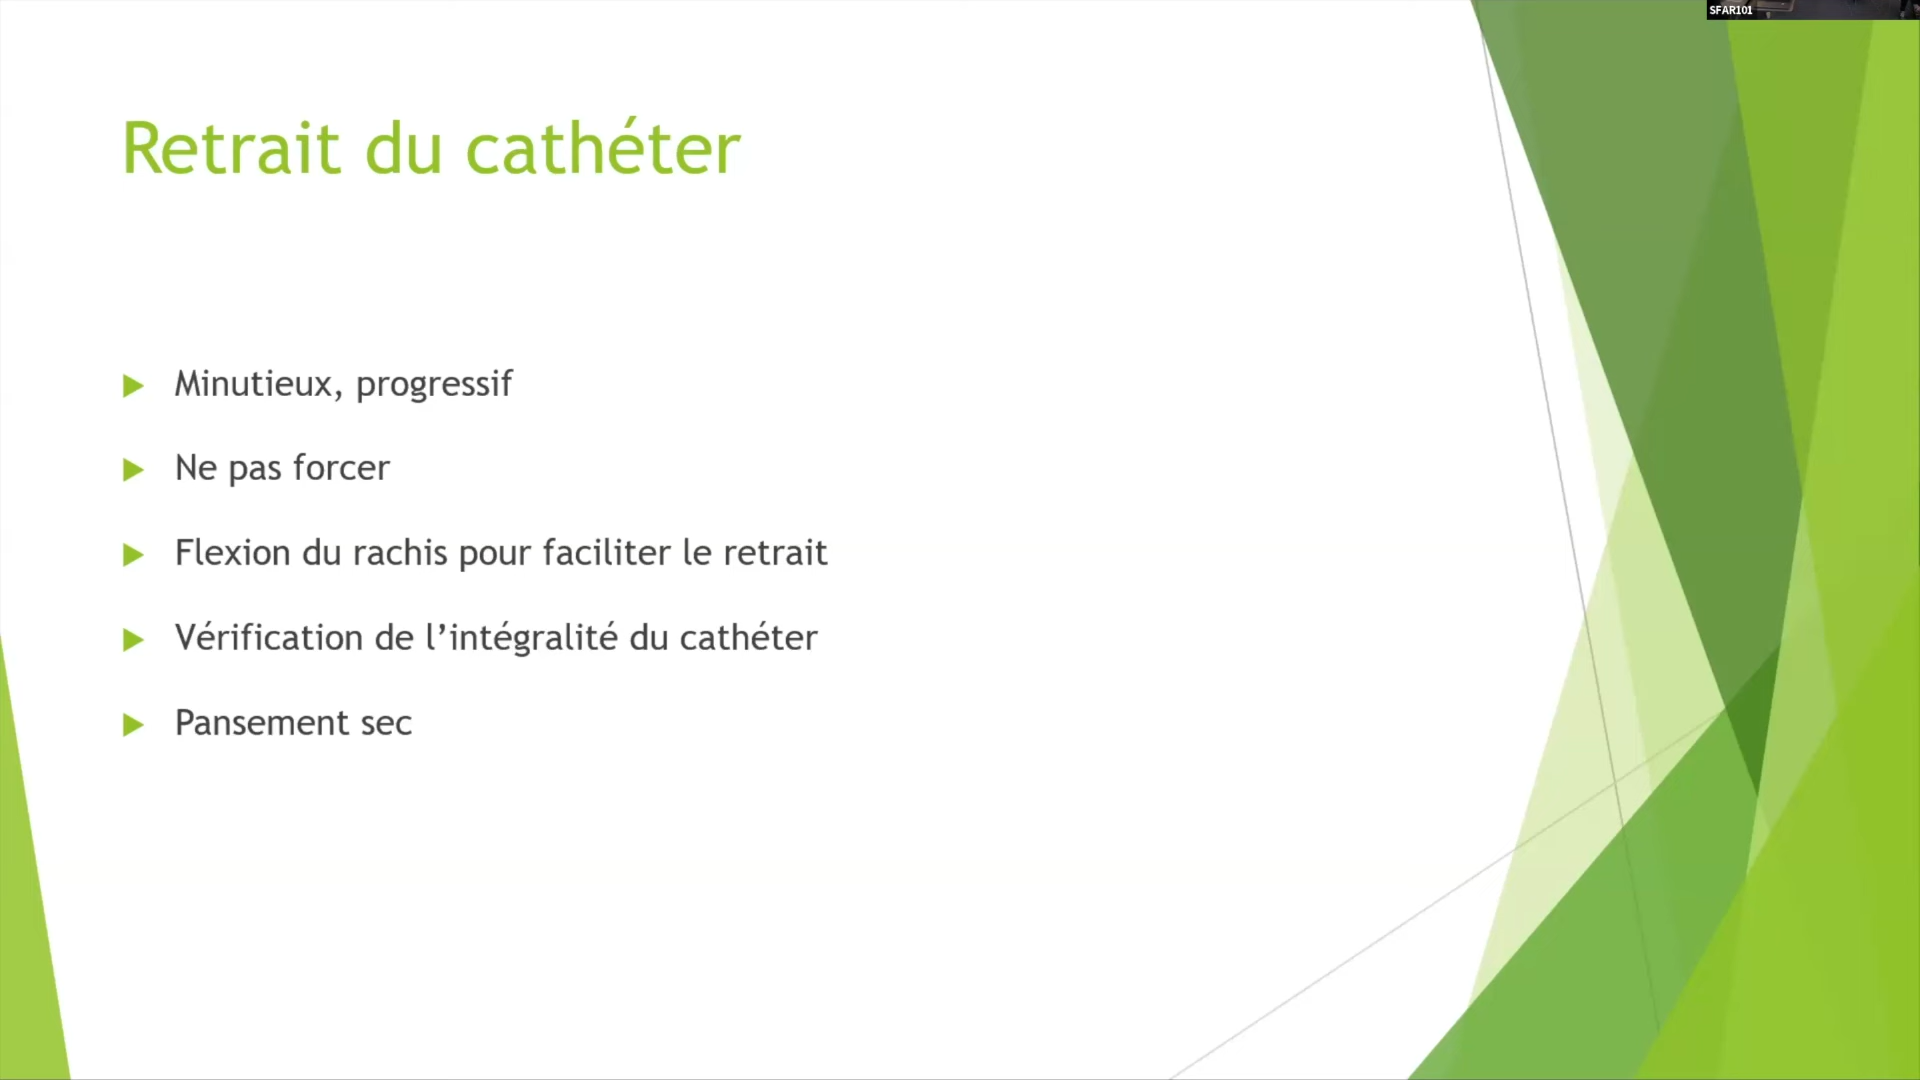 SFAR101
Retrait du cathéter
Minutieux, progressif
Ne pas forcer
Flexion du rachis pour faciliter le retrait
Vérification de l’intégralité du cathéter
Pansement sec